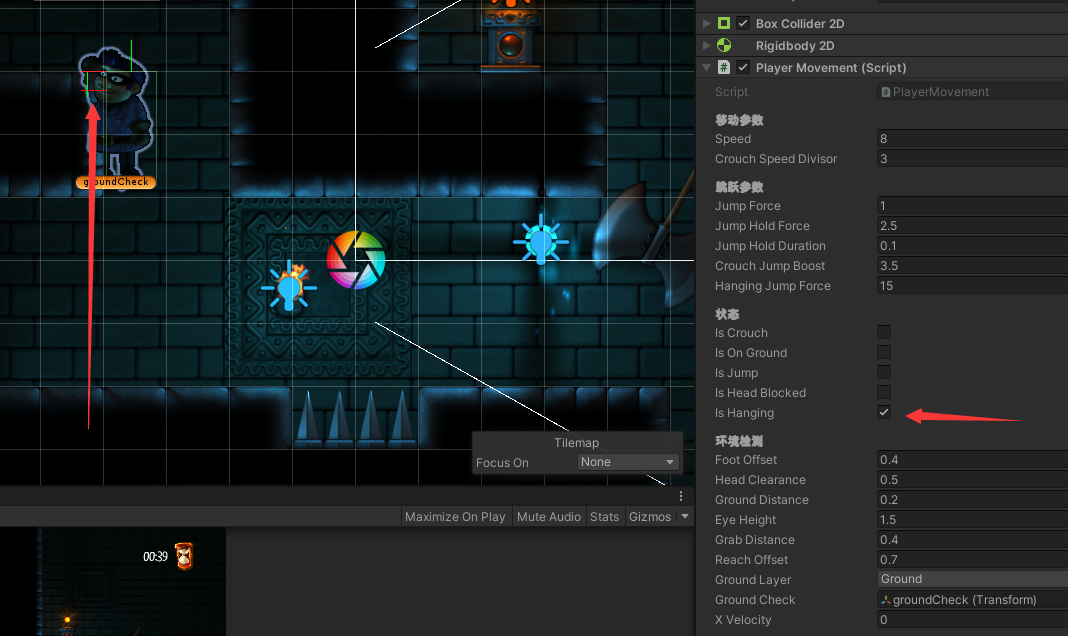 Box Collider 2D
Rigidbody 2D
Player Movement (Script)
Script
PlayerMovement
移动参数
Speed
8
Crouch Speed Divisor
3
跳跃参数
Jump Force
1
Jump Hold Force
2.5
Jump Hold Duration
0.1
Crouch Jump Boost
3.5
Hanging Jump Force
15
状态
Is Crouch
Is On Ground
Is Jump
Is Head Blocked
Is Hanging
环境检测
Foot Offset
0.4
Head Clearance
0.5
Ground Distance
0.2
Eye Height
1.5
Grab Distance
0.4
Reach Offset
0.7
Ground Layer
Ground
Ground Check
groundCheck (Transform)
X Velocity
0
groundCheck
Tilemap
Focus On
None
Maximize On Play
Mute Audio
Stats
Gizmos
00:39